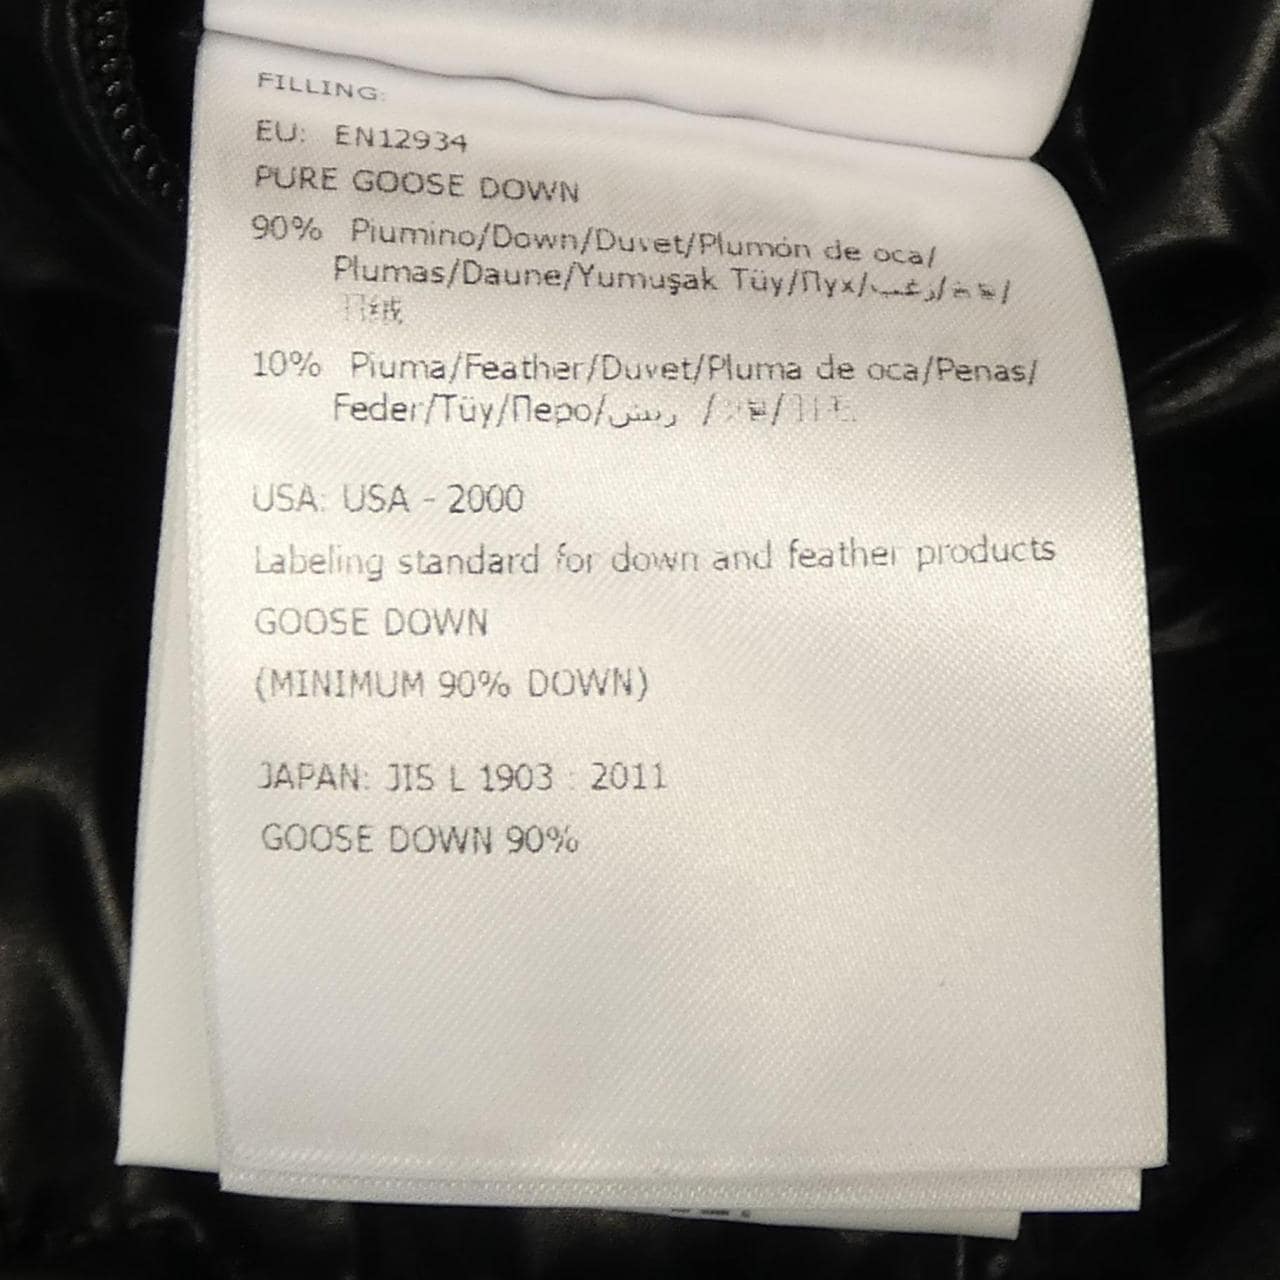 FILLING:
EU: EN12934
PURE GOOSE DOWN
90% Piumino/Down/Duvet/Plumón de oca/
Plumas/Daune/Yumuşak Tüy/Пух/زغب/
10% Piuma/Feather/Duvet/Pluma de oca/Penas/
Feder/Tüy/Перо/ريش /
USA: USA - 2000
Labeling standard for down and feather products
GOOSE DOWN
(MINIMUM 90% DOWN)
JAPAN: JIS L 1903 : 2011
GOOSE DOWN 90%